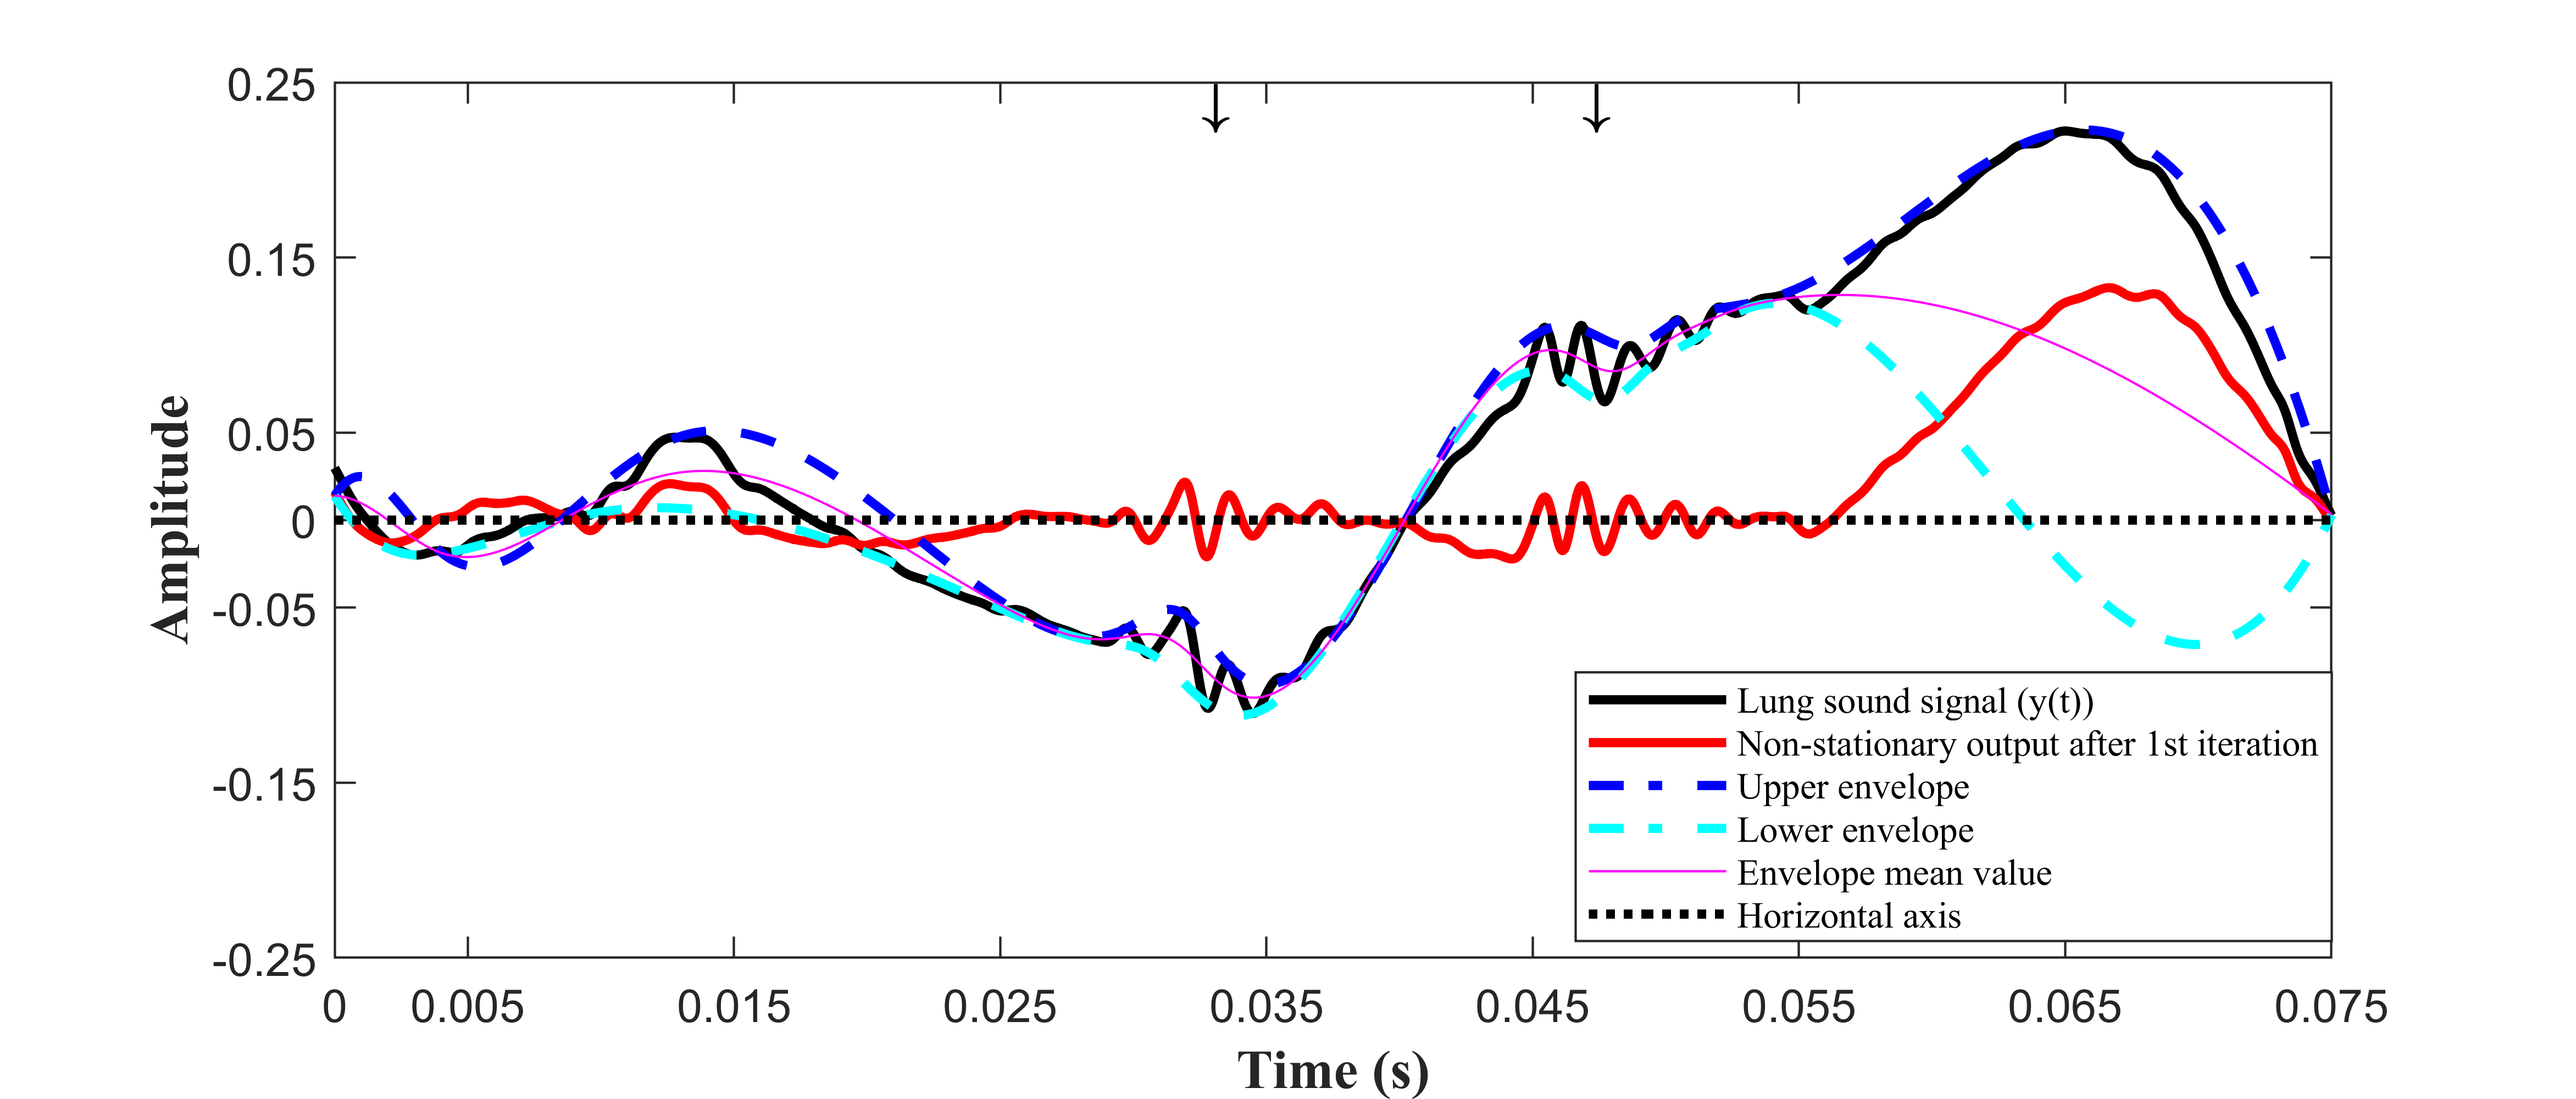 0.25
0.15
0.05
0
-0.05
-0.15
-0.25
Amplitude
0
0.005
0.015
0.025
0.035
0.045
0.055
0.065
0.075
Time (s)
Lung sound signal (y(t))
Non-stationary output after 1st iteration
Upper envelope
Lower envelope
Envelope mean value
Horizontal axis